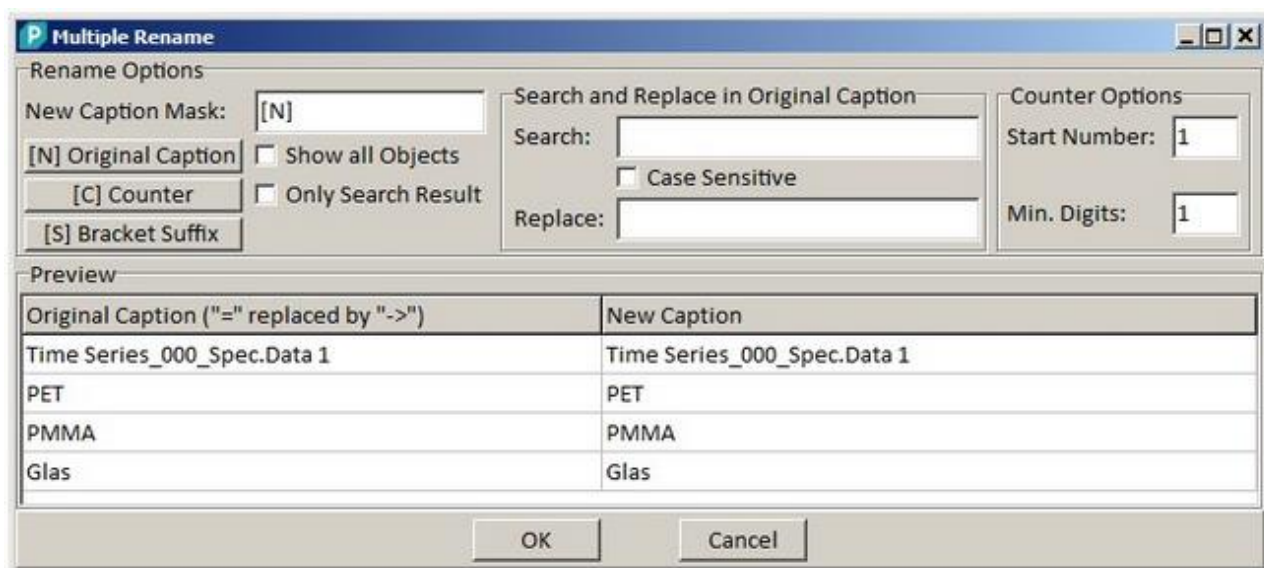 Multiple Rename
Rename Options
New Caption Mask: [N]
[N] Original Caption
Show all Objects
[C] Counter
Only Search Result
[S] Bracket Suffix
Search and Replace in Original Caption
Search:
Case Sensitive
Replace:
Counter Options
Start Number: 1
Min. Digits: 1
Preview
Original Caption ("=" replaced by "->") New Caption
Time Series_000_Spec.Data 1 Time Series_000_Spec.Data 1
PET PET
PMMA PMMA
Glas Glas
OK Cancel